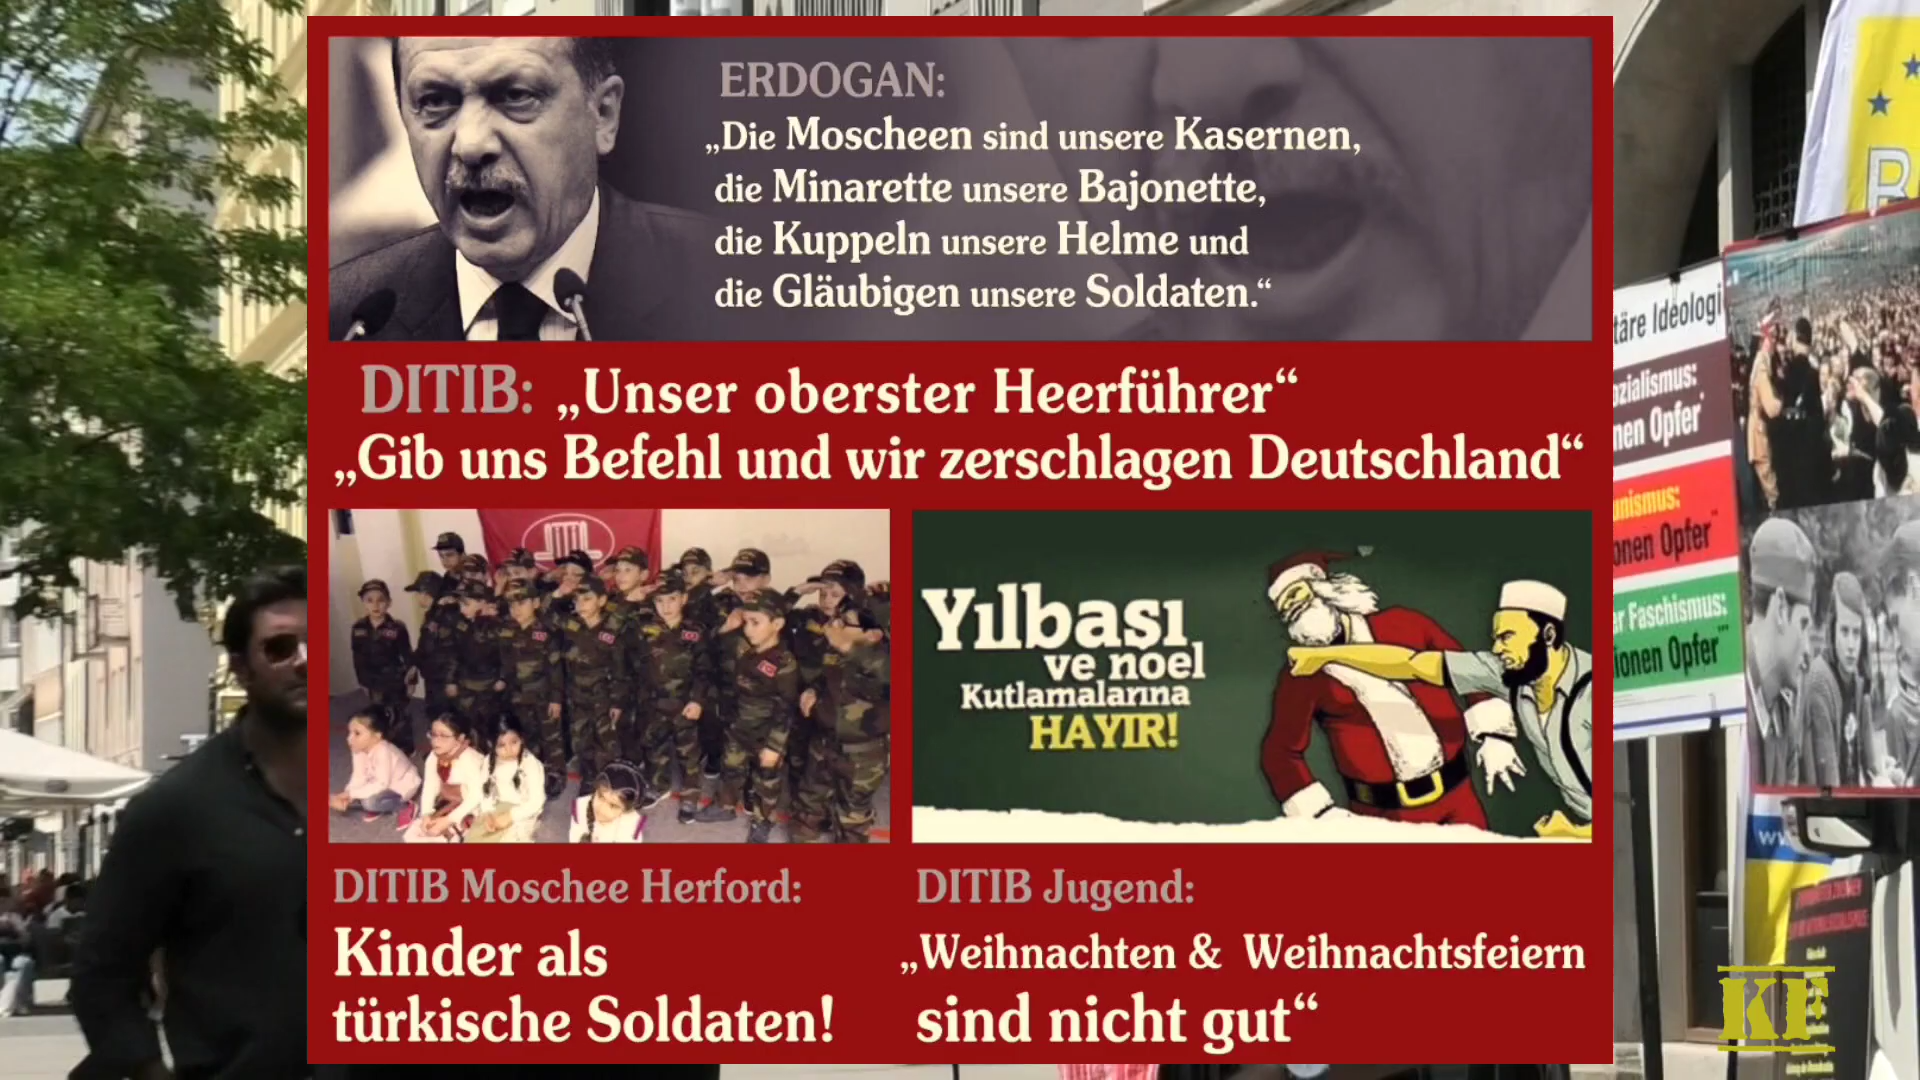 ERDOGAN:
„Die Moscheen sind unsere Kasernen,
die Minarette unsere Bajonette,
die Kuppeln unsere Helme und
die Gläubigen unsere Soldaten.“
DITIB: „Unser oberster Heerführer“
„Gib uns Befehl und wir zerschlagen Deutschland“
Yılbaşı
ve noel
Kutlamalarına
HAYIR!
DITIB Moschee Herford:
Kinder als
türkische Soldaten!
DITIB Jugend:
„Weihnachten & Weihnachtsfeiern
sind nicht gut“
Faschismus:
Opfer
Opfer
Opfer
KF